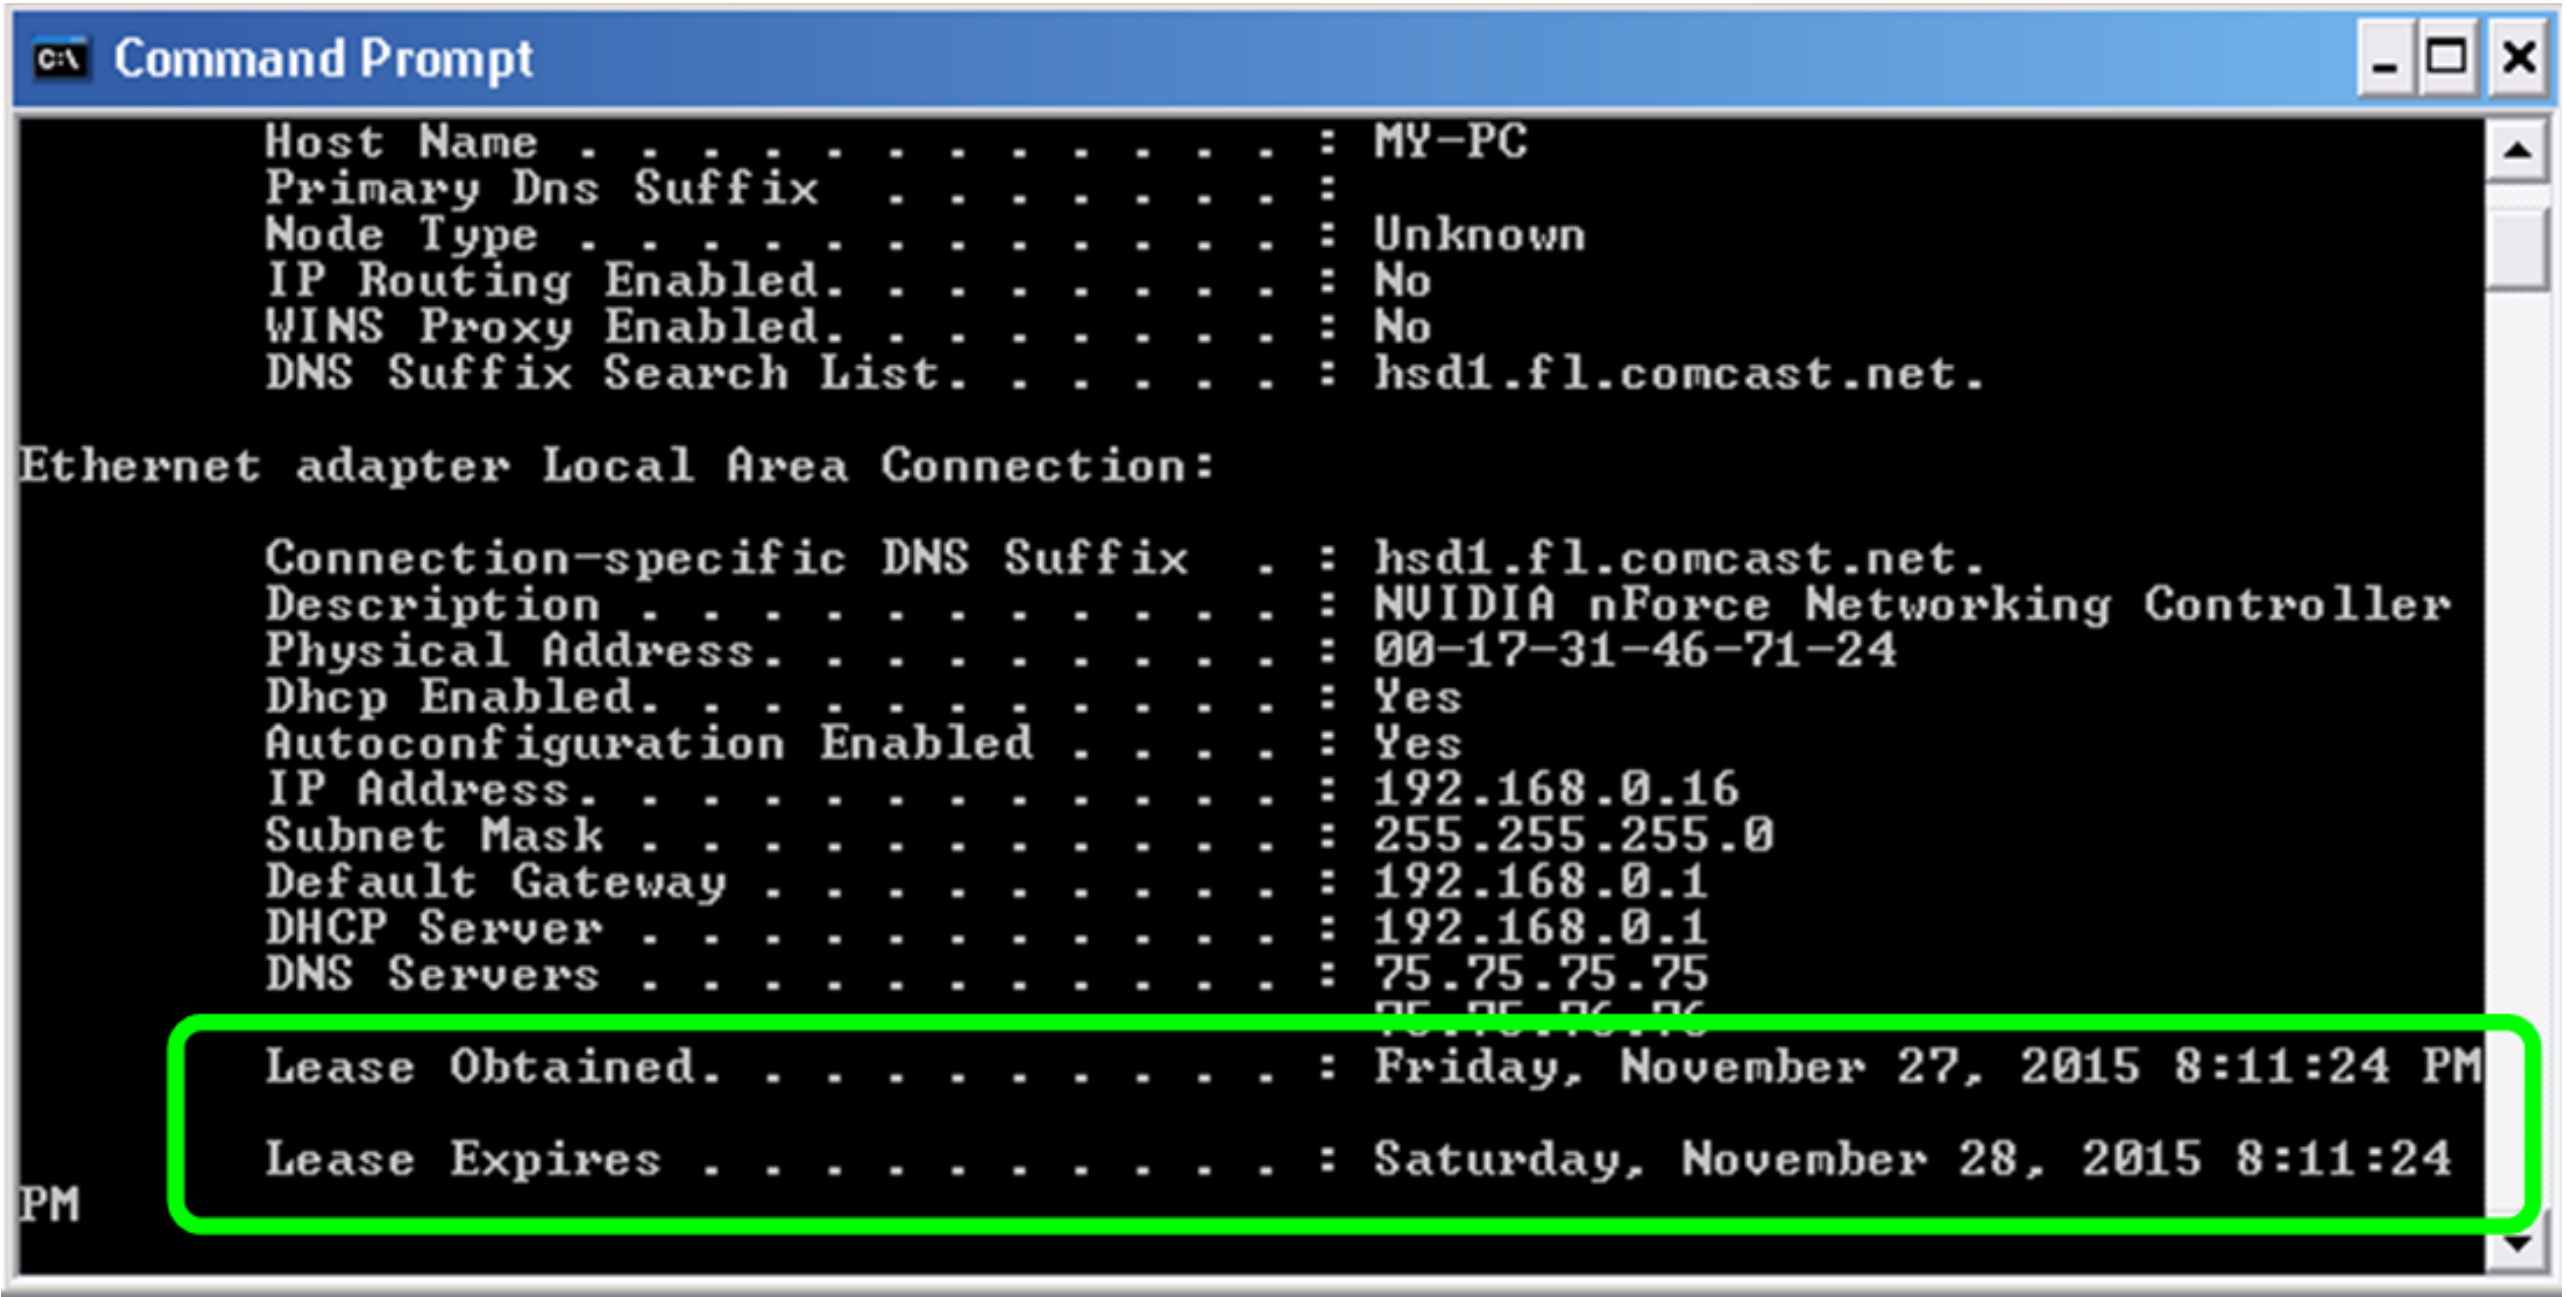 C:\ Command Prompt
Host Name . . . . . . . . . . . . : MY-PC
Primary Dns Suffix  . . . . . . . :
Node Type . . . . . . . . . . . . : Unknown
IP Routing Enabled. . . . . . . . : No
WINS Proxy Enabled. . . . . . . . : No
DNS Suffix Search List. . . . . . : hsd1.fl.comcast.net.
Ethernet adapter Local Area Connection:
Connection-specific DNS Suffix  . : hsd1.fl.comcast.net.
Description . . . . . . . . . . . : NVIDIA nForce Networking Controller
Physical Address. . . . . . . . . : 00-17-31-46-71-24
Dhcp Enabled. . . . . . . . . . . : Yes
Autoconfiguration Enabled . . . . : Yes
IP Address. . . . . . . . . . . . : 192.168.0.16
Subnet Mask . . . . . . . . . . . : 255.255.255.0
Default Gateway . . . . . . . . . : 192.168.0.1
DHCP Server . . . . . . . . . . . : 192.168.0.1
DNS Servers . . . . . . . . . . . : 75.75.75.75
75.75.76.76
Lease Obtained. . . . . . . . . . : Friday, November 27, 2015 8:11:24 PM
Lease Expires . . . . . . . . . . : Saturday, November 28, 2015 8:11:24
PM